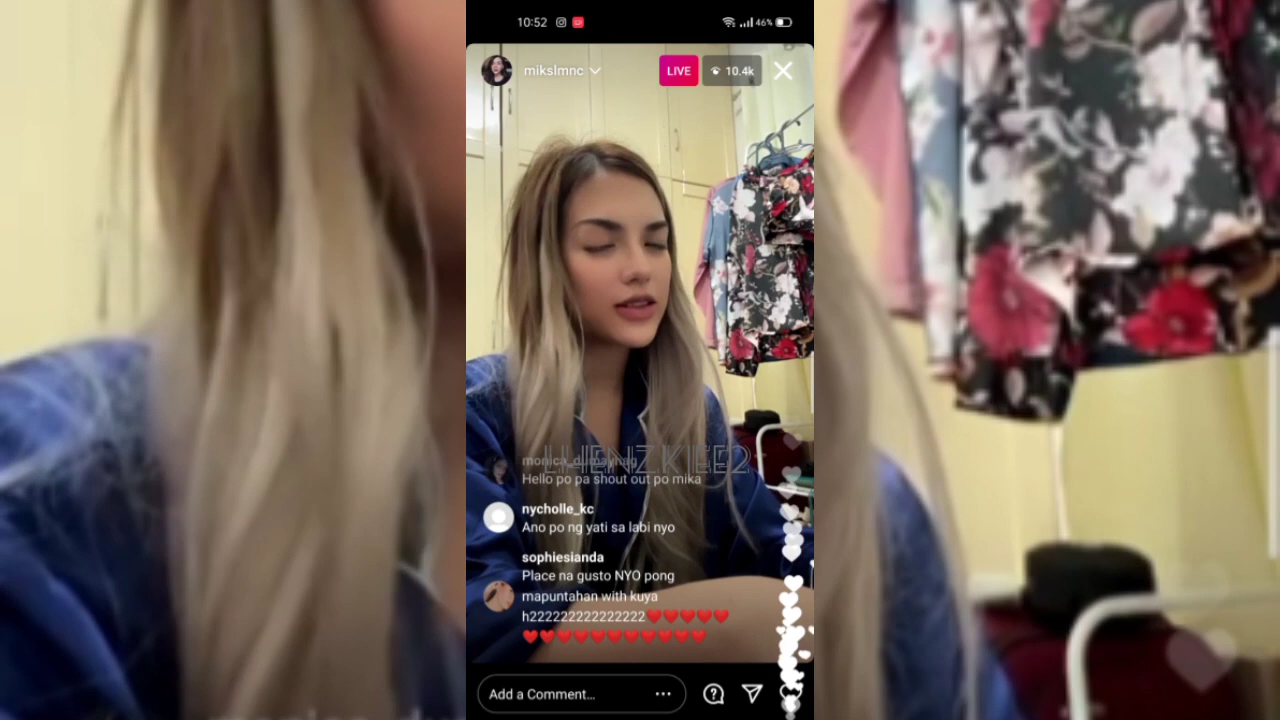 10:52
46%
mikslmnc
LIVE
10.4k
LHENZKIEE2
Hello po pa shout out po mika
nycholle_kc
Ano po ng yati sa labi nyo
sophiesianda
Place na gusto NYO pong
mapuntahan with kuya
h222222222222222❤️❤️❤️❤️❤️
❤️❤️❤️❤️❤️❤️❤️❤️❤️❤️❤️
Add a Comment...